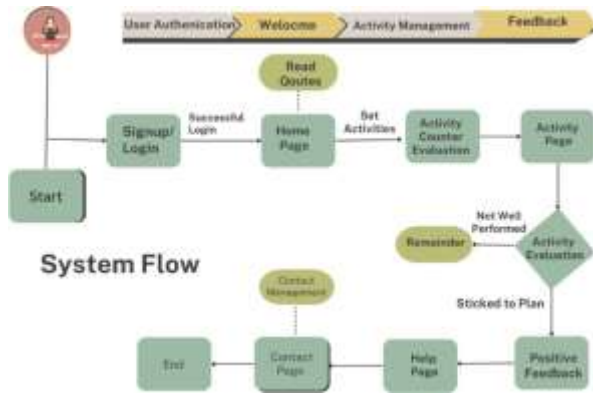 User Authenication
Welocme
Activity Management
Feedback
Read
Qoutes
Signup/
Login
Successful
Login
Home
Page
Set
Activities
Activity
Counter
Evaluation
Activity
Page
Start
Not Well
Performed
Remainder
Activity
Evaluation
System Flow
Contact
Management
Sticked to Plan
End
Contact
Page
Help
Page
Positive
Feedback